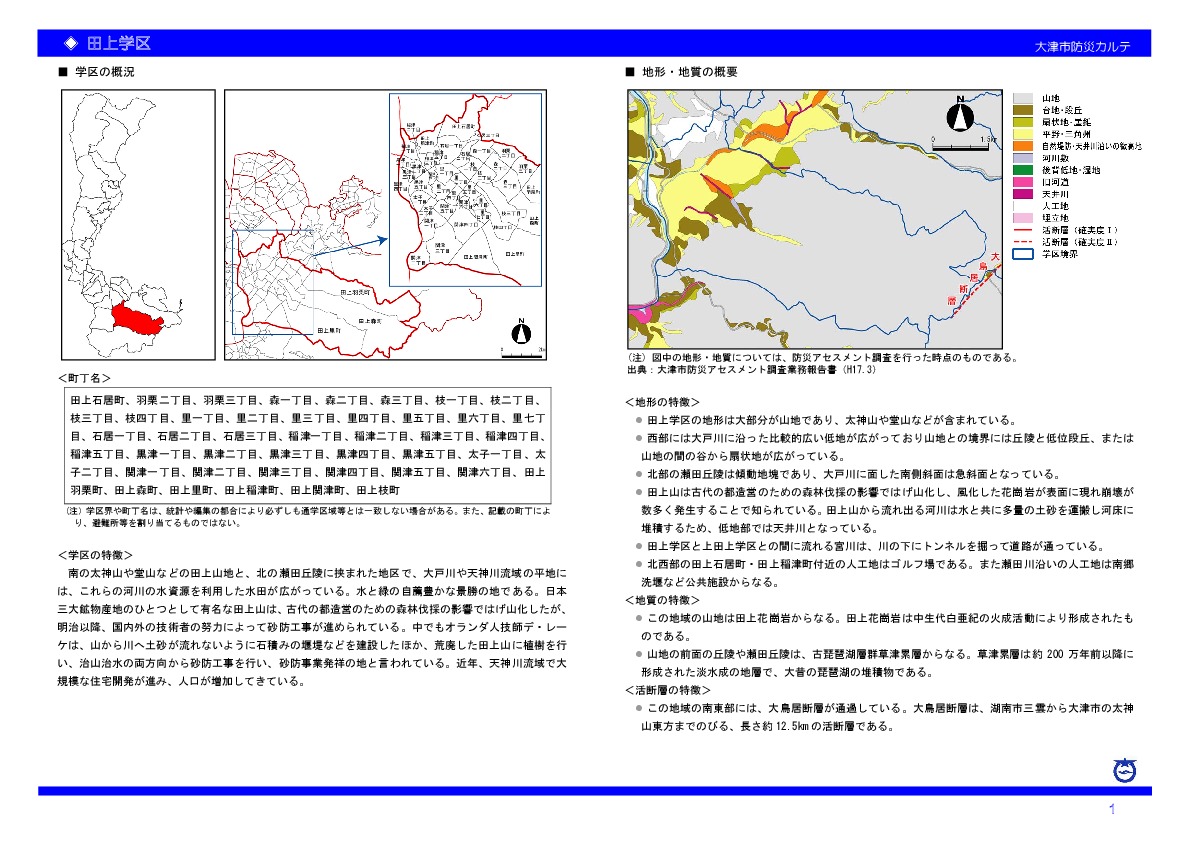 ◇ 田上学区
大津市防災カルテ
■ 学区の概況
田上羽栗町
田上森町
田上里町
N
<町丁名>
田上石居町、羽栗二丁目、羽栗三丁目、森一丁目、森二丁目、森三丁目、枝一丁目、枝二丁目、
枝三丁目、枝四丁目、里一丁目、里二丁目、里三丁目、里四丁目、里五丁目、里六丁目、里七丁
目、石居一丁目、石居二丁目、石居三丁目、稲津一丁目、稲津二丁目、稲津三丁目、稲津四丁目、
稲津五丁目、黒津一丁目、黒津二丁目、黒津三丁目、黒津四丁目、黒津五丁目、太子一丁目、太
子二丁目、関津一丁目、関津二丁目、関津三丁目、関津四丁目、関津五丁目、関津六丁目、田上
羽栗町、田上森町、田上里町、田上稲津町、田上関津町、田上枝町
(注) 学区界や町丁名は、統計や編集の都合により必ずしも通学区域等とは一致しない場合がある。また、記載の町丁によ
り、避難所等を割り当てるものではない。
<学区の特徴>
南の太神山や堂山などの田上山地と、北の瀬田丘陵に挟まれた地区で、大戸川や天神川流域の平地に
は、これらの河川の水資源を利用した水田が広がっている。水と緑の自然豊かな景勝の地である。日本
三大鉱物産地のひとつとして有名な田上山は、古代の都造営のための森林伐採の影響ではげ山化したが、
明治以降、国内外の技術者の努力によって砂防工事が進められている。中でもオランダ人技師デ・レー
ケは、山から川へ土砂が流れないように石積みの堰堤などを建設したほか、荒廃した田上山に植樹を行
い、治山治水の両方向から砂防工事を行い、砂防事業発祥の地と言われている。近年、天神川流域で大
規模な住宅開発が進み、人口が増加してきている。
■ 地形・地質の概要
N
0 1.5km
大
鳥
居
断
層
山地
台地・段丘
扇状地・崖錐
平野・三角州
自然堤防・天井川沿いの微高地
河川敷
後背低地・湿地
旧河道
天井川
人工地
埋立地
活断層（確実度Ⅰ）
活断層（確実度Ⅱ）
学区境界
(注) 図中の地形・地質については、防災アセスメント調査を行った時点のものである。
出典：大津市防災アセスメント調査業務報告書（H17.3）
<地形の特徴>
● 田上学区の地形は大部分が山地であり、太神山や堂山などが含まれている。
● 西部には大戸川に沿った比較的広い低地が広がっており山地との境界には丘陵と低位段丘、または
山地の間の谷から扇状地が広がっている。
● 北部の瀬田丘陵は傾動地塊であり、大戸川に面した南側斜面は急斜面となっている。
● 田上山は古代の都造営のための森林伐採の影響ではげ山化し、風化した花崗岩が表面に現れ崩壊が
数多く発生することで知られている。田上山から流れ出る河川は水と共に多量の土砂を運搬し河床に
堆積するため、低地部では天井川となっている。
● 田上学区と上田上学区との間に流れる宮川は、川の下にトンネルを掘って道路が通っている。
● 北西部の田上石居町・田上稲津町付近の人工地はゴルフ場である。また瀬田川沿いの人工地は南郷
洗堰など公共施設からなる。
<地質の特徴>
● この地域の山地は田上花崗岩からなる。田上花崗岩は中生代白亜紀の火成活動により形成されたも
のである。
● 山地の前面の丘陵や瀬田丘陵は、古琵琶湖層群草津累層からなる。草津累層は約 200 万年前以降に
形成された淡水成の地層で、大昔の琵琶湖の堆積物である。
<活断層の特徴>
● この地域の南東部には、大鳥居断層が通過している。大鳥居断層は、湖南市三雲から大津市の太神
山東方までのびる、長さ約 12.5kmの活断層である。
1